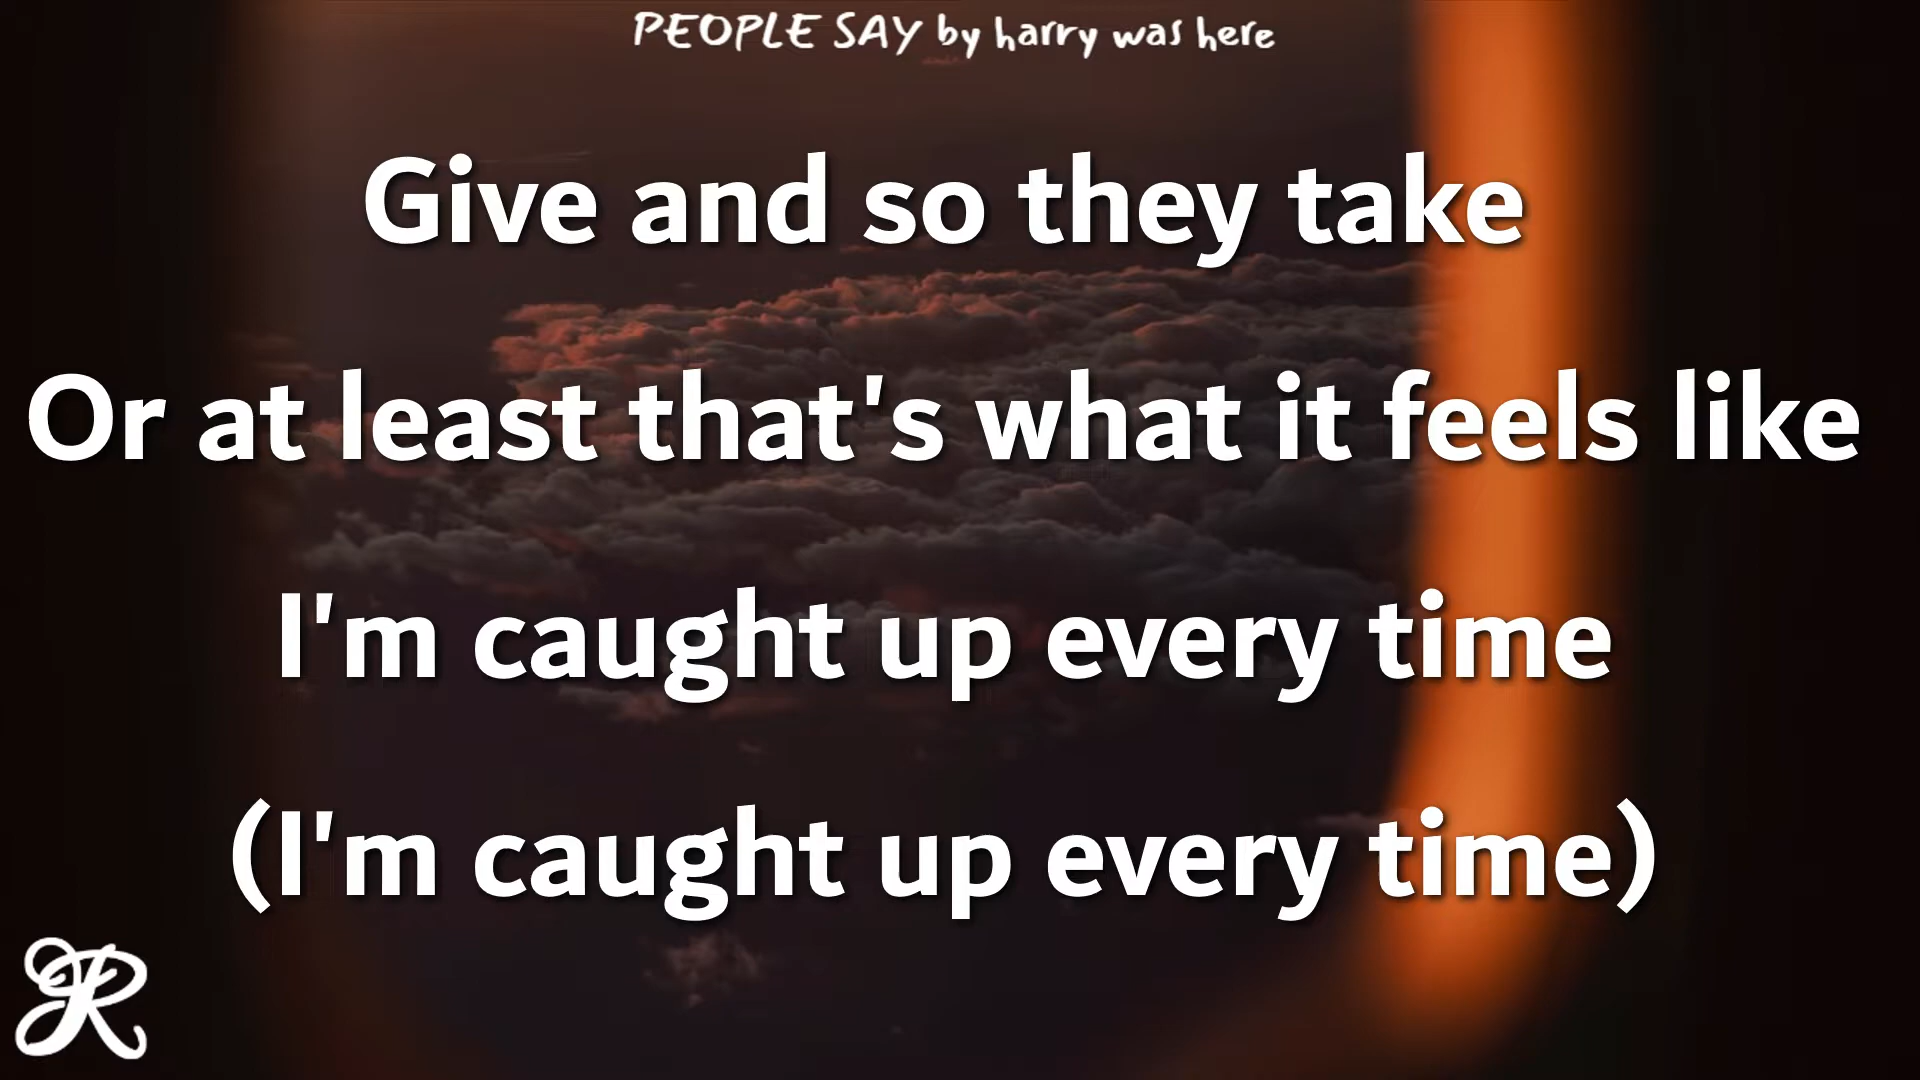 PEOPLE SAY by harry was here
Give and so they take
Or at least that's what it feels like
I'm caught up every time
(I'm caught up every time)
R